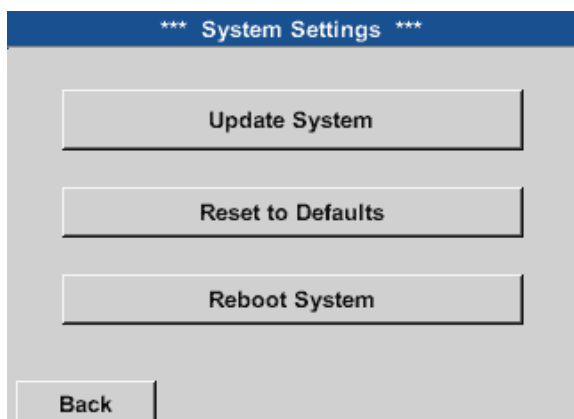 *** System Settings ***
Update System
Reset to Defaults
Reboot System
Back